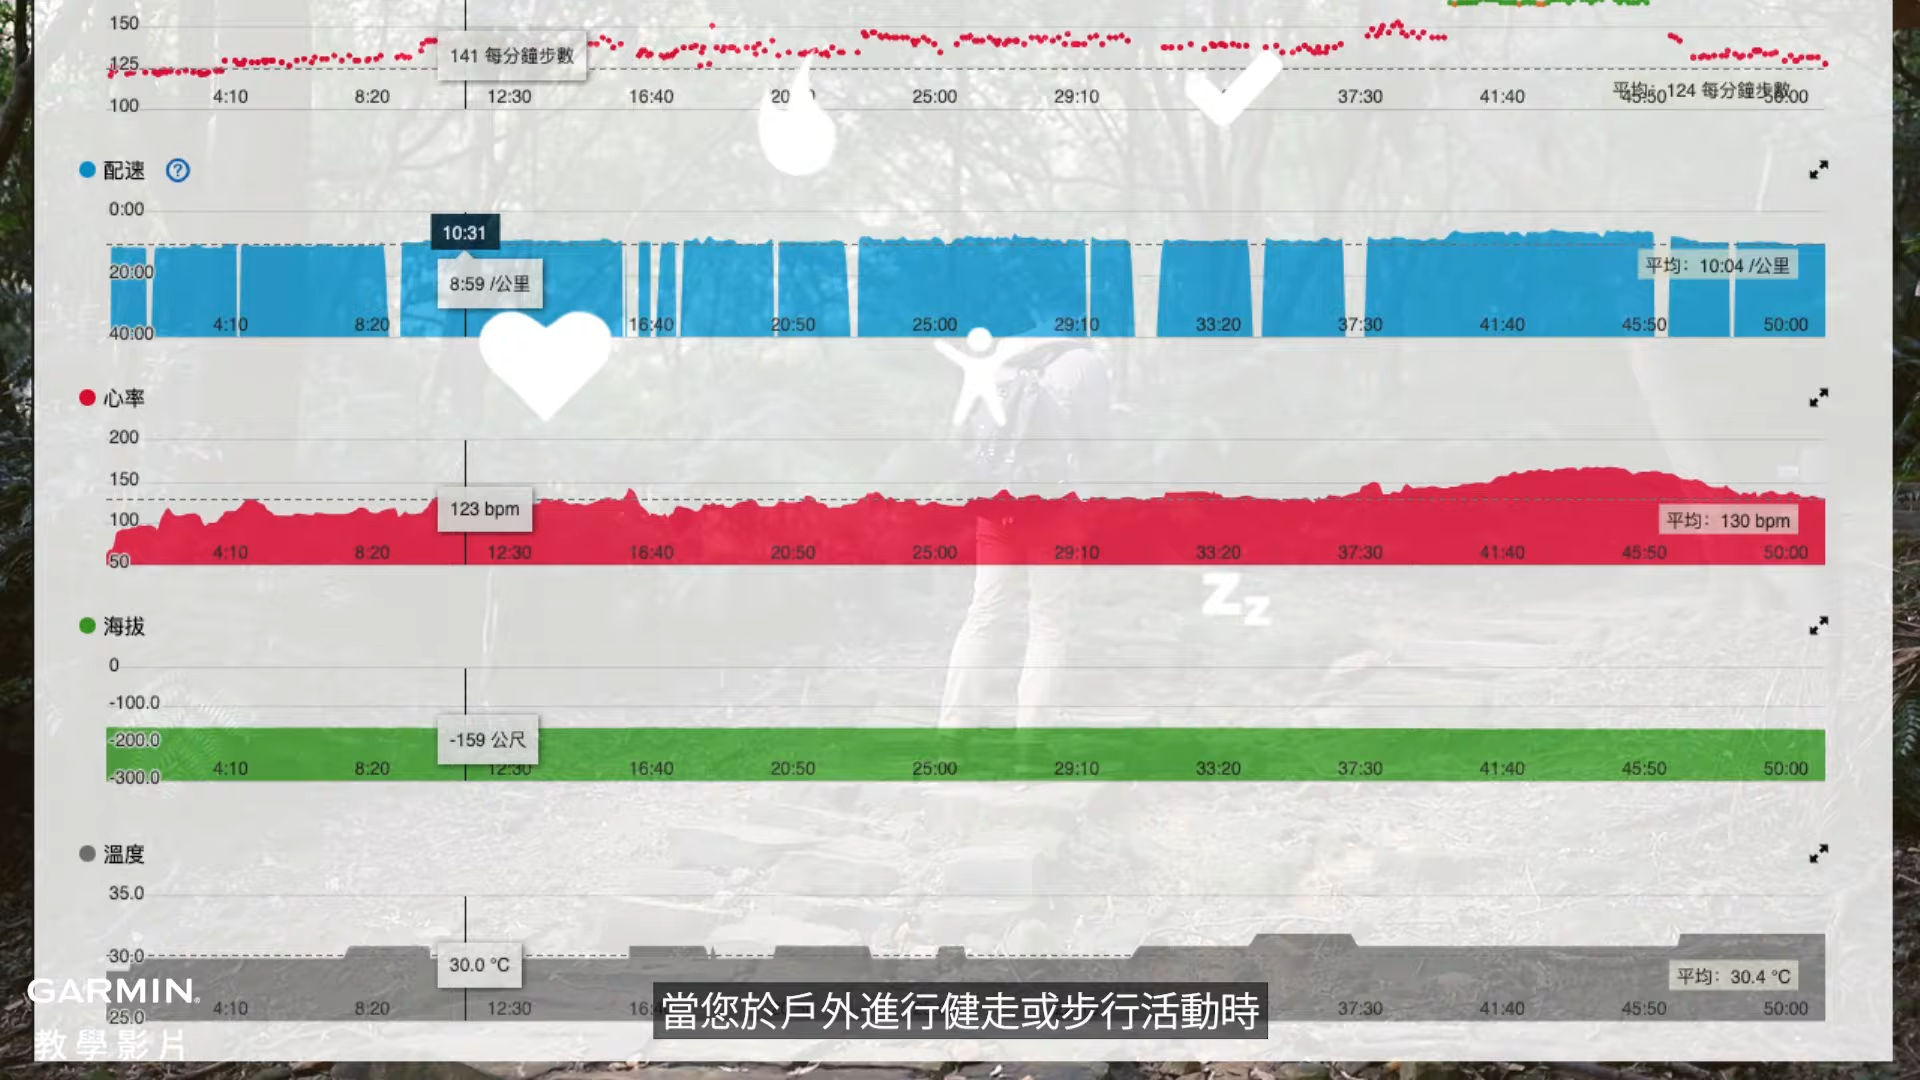 150
125
100
141 每分鐘步數
平均: 124 每分鐘步數
4:10 8:20 12:30 16:40 25:00 29:10 37:30 41:40 45:50 50:00
配速 ?
0:00
20:00
40:00
10:31
8:59 /公里
平均: 10:04 /公里
4:10 8:20 16:40 20:50 25:00 29:10 33:20 37:30 41:40 45:50 50:00
心率
200
150
100
50
123 bpm
平均: 130 bpm
4:10 8:20 12:30 16:40 20:50 25:00 29:10 33:20 37:30 41:40 45:50 50:00
Zz
海拔
0
-100.0
-200.0
-300.0
-159 公尺
4:10 8:20 12:30 16:40 20:50 25:00 29:10 33:20 37:30 41:40 45:50 50:00
溫度
35.0
30.0
25.0
30.0 °C
平均: 30.4 °C
4:10 8:20 12:30 37:30 41:40 45:50 50:00
GARMIN
教學影片
當您於戶外進行健走或步行活動時